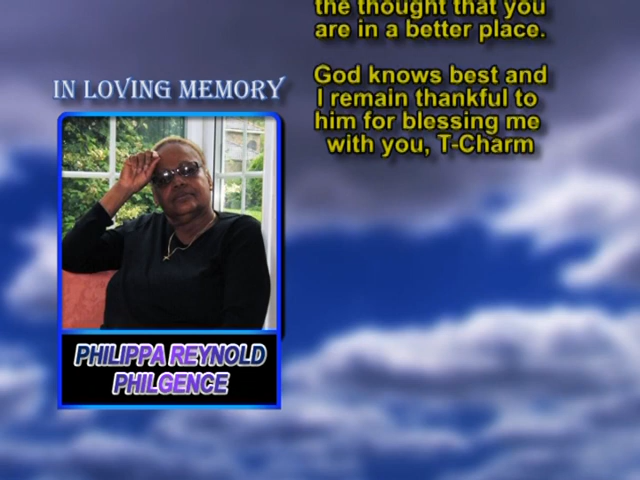 the thought that you
are in a better place.
God knows best and
I remain thankful to
him for blessing me
with you, T-Charm
IN LOVING MEMORY
PHILIPPA REYNOLD
PHILGENCE